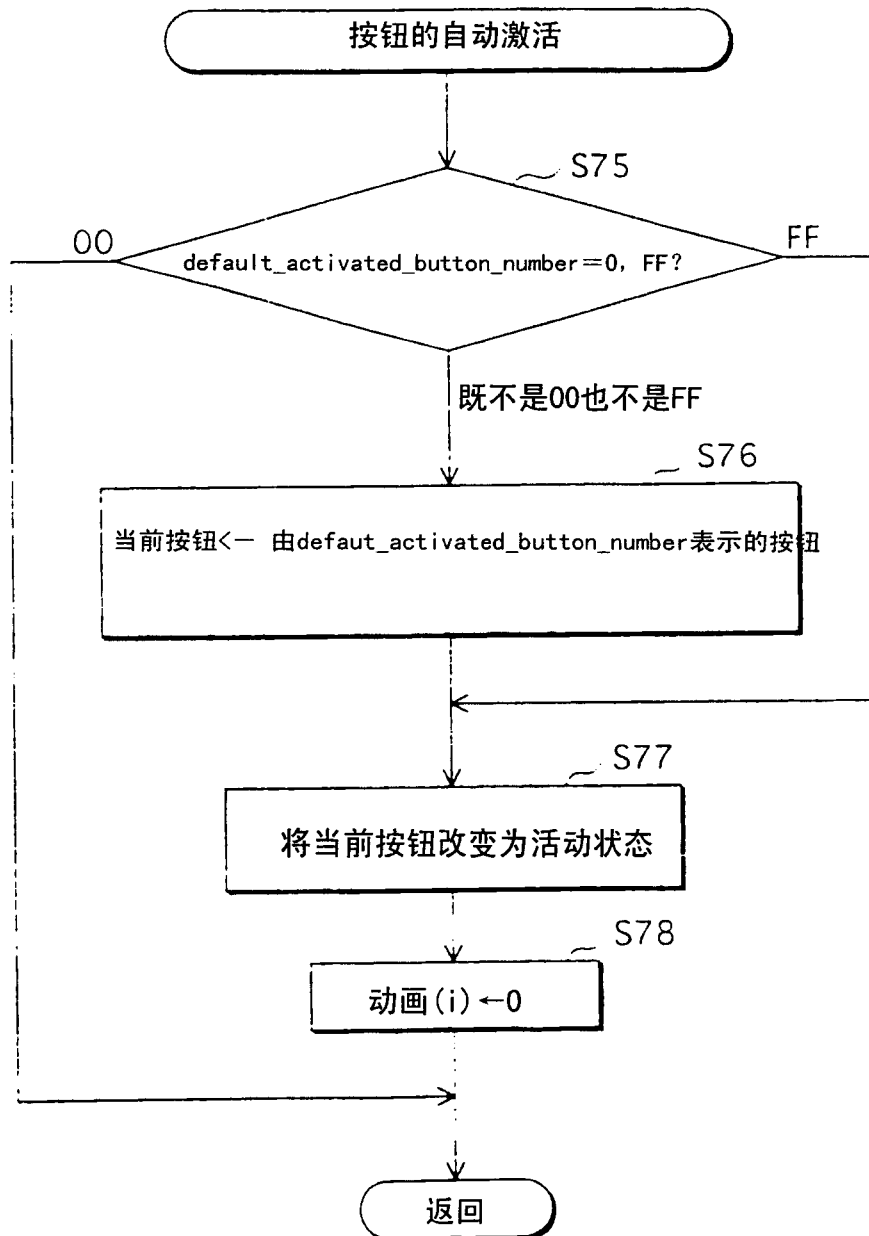 按钮的自动激活
S75
00
FF
default_activated_button_number=0, FF?
既不是00也不是FF
S76
当前按钮<— 由defaut_activated_button_number表示的按钮
S77
将当前按钮改变为活动状态
S78
动画(i)←0
返回